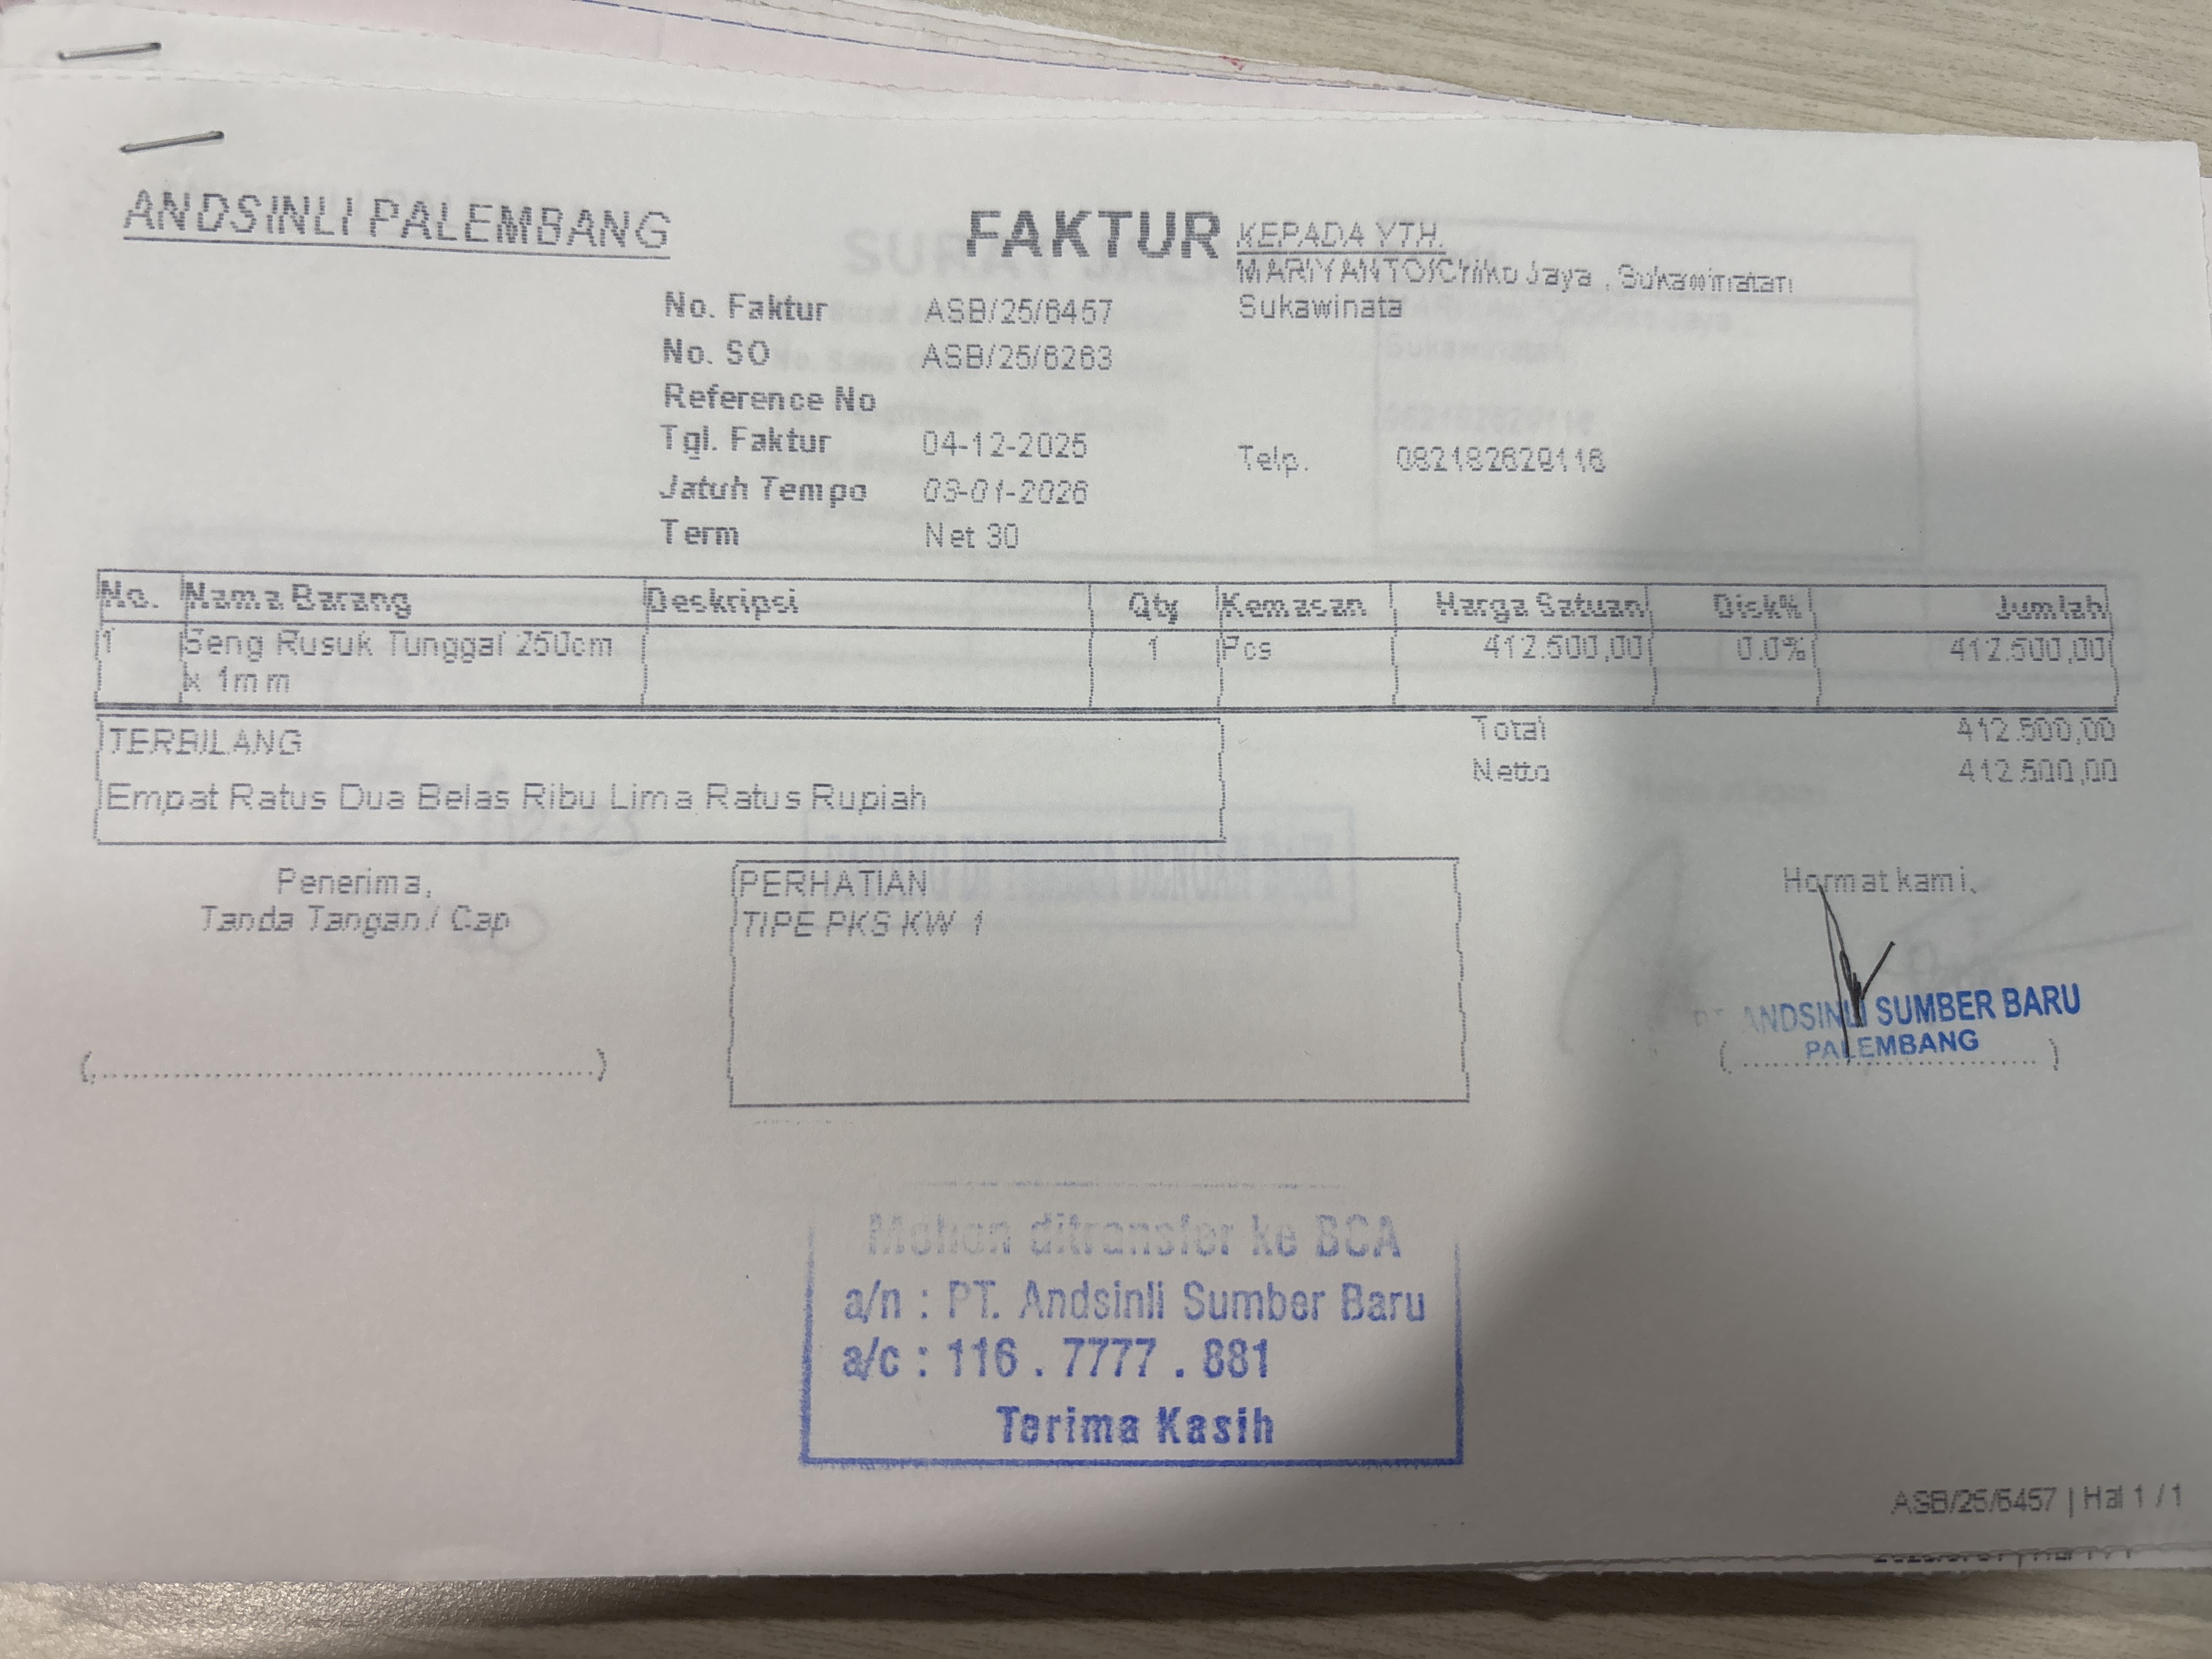 ANDSINLI PALEMBANG
FAKTUR
KEPADA YTH.
MARIYANTO/Chiko Jaya , Sukawinatan
Sukawinata
No. Faktur ASB/25/6457
No. SO ASB/25/6263
Reference No
Tgl. Faktur 04-12-2025
Telp. 082182629116
Jatuh Tempo 03-01-2026
Term Net 30
No. Nama Barang Deskripsi Qty Kemasan Harga Satuan Disk% Jumlah
1 Seng Rusuk Tunggal 250cm 1 Pcs 412.500,00 0.0% 412.500,00
x 1mm
TERBILANG
Total 412.500,00
Netto 412.500,00
Empat Ratus Dua Belas Ribu Lima Ratus Rupiah
Penerima,
Tanda Tangan / Cap
PERHATIAN
TIPE PKS KW 1
Hormat kami,
PT ANDSINLI SUMBER BARU
PALEMBANG
(................................................)
(............................)
Mohon ditransfer ke BCA
a/n : PT. Andsinli Sumber Baru
a/c : 116 . 7777 . 881
Terima Kasih
ASB/25/6457 | Hal 1 / 1